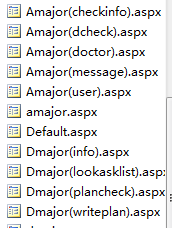 Amajor(checkinfo).aspx
Amajor(dcheck).aspx
Amajor(doctor).aspx
Amajor(message).aspx
Amajor(user).aspx
amajor.aspx
Default.aspx
Dmajor(info).aspx
Dmajor(lookasklist).aspx
Dmajor(plancheck).aspx
Dmajor(writeplan).aspx